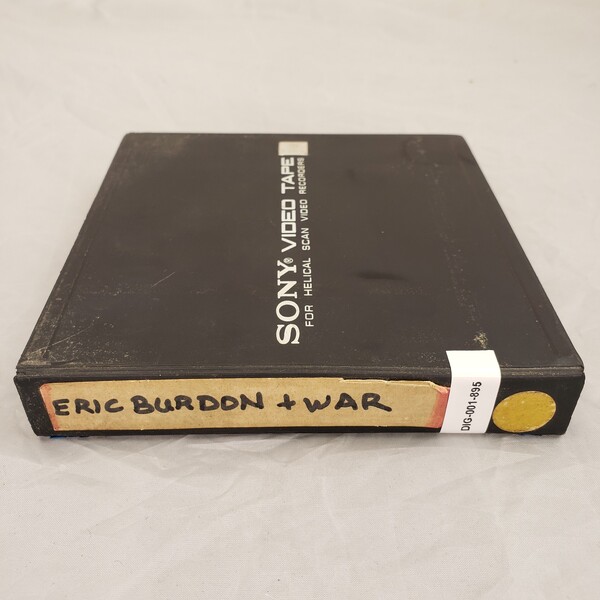 SONY® VIDEO TAPE
FOR HELICAL SCAN VIDEO RECORDERS
ERIC BURDON + WAR
DIG-001-895